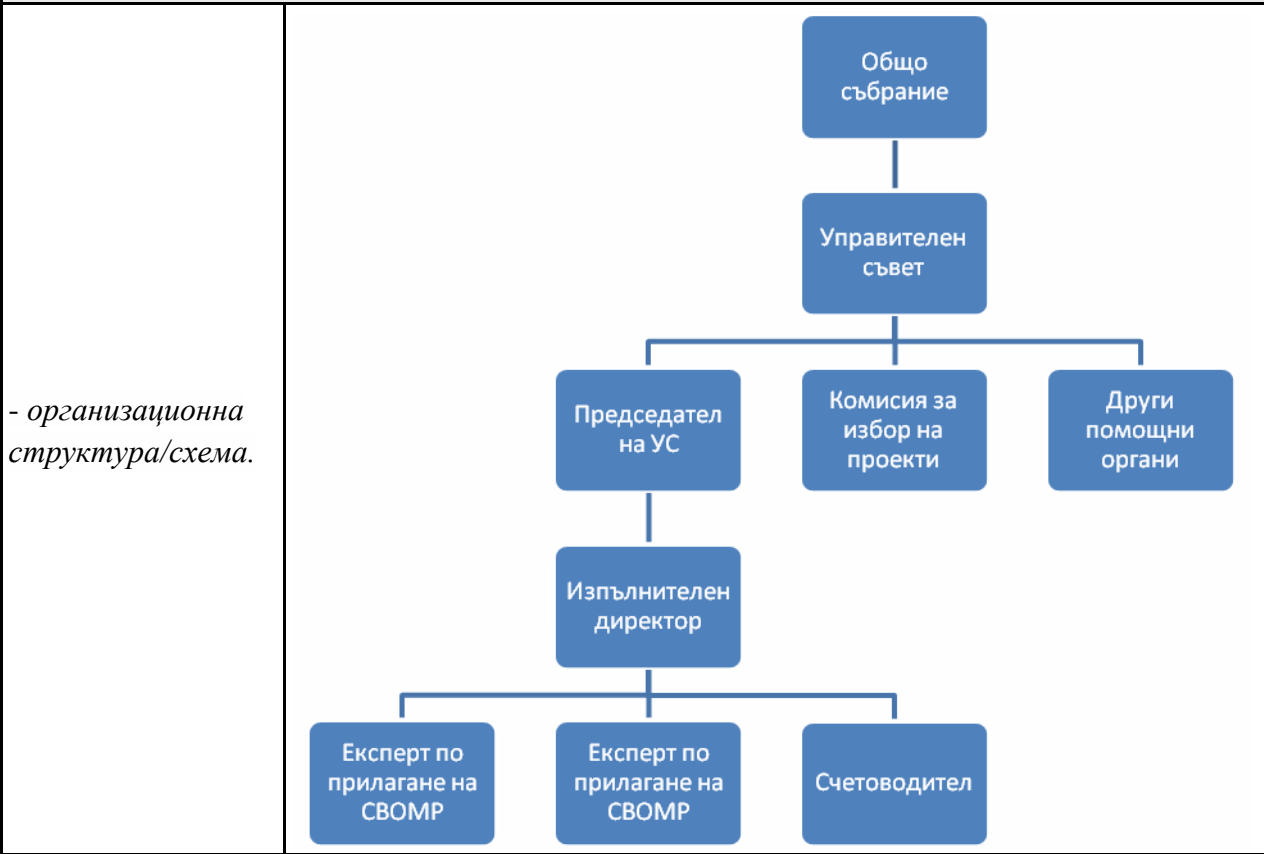 Общо
събрание
Управителен
съвет
Председател
на УС
Комисия за
избор на
проекти
Други
помощни
органи
- организационна
структура/схема.
Изпълнителен
директор
Експерт по
прилагане на
СВОМР
Експерт по
прилагане на
СВОМР
Счетоводител